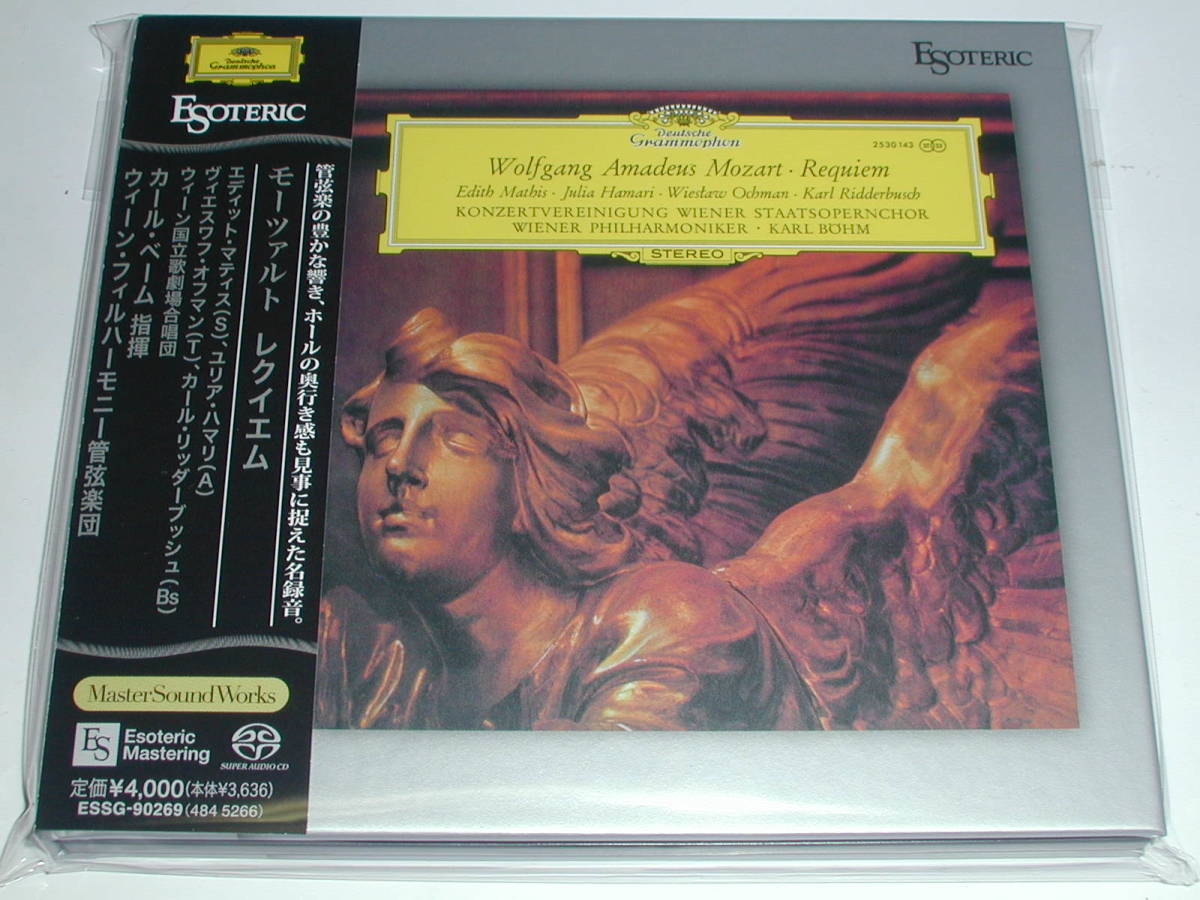 Deutsche
Grammophon
ESOTERIC
管弦楽の豊かな響き、ホールの奥行き感も見事に捉えた名録音。
モーツァルト レクイエム
エディット・マティス(S)、ユリア・ハマリ(A)
ヴィエスワフ・オフマン(T)、カール・リッダーブッシュ(Bs)
ウィーン国立歌劇場合唱団
カール・ベーム 指揮
ウィーン・フィルハーモニー管弦楽団
MasterSoundWorks
ES
Esoteric
Mastering
SUPER AUDIO CD
定価¥4,000(本体¥3,636)
ESSG-90269(484 5266)
ESOTERIC
Deutsche
Grammophon
2530 143
Wolfgang Amadeus Mozart · Requiem
Edith Mathis · Julia Hamari · Wiesław Ochman · Karl Ridderbusch
KONZERTVEREINIGUNG WIENER STAATSOPERNCHOR
WIENER PHILHARMONIKER · KARL BÖHM
STEREO